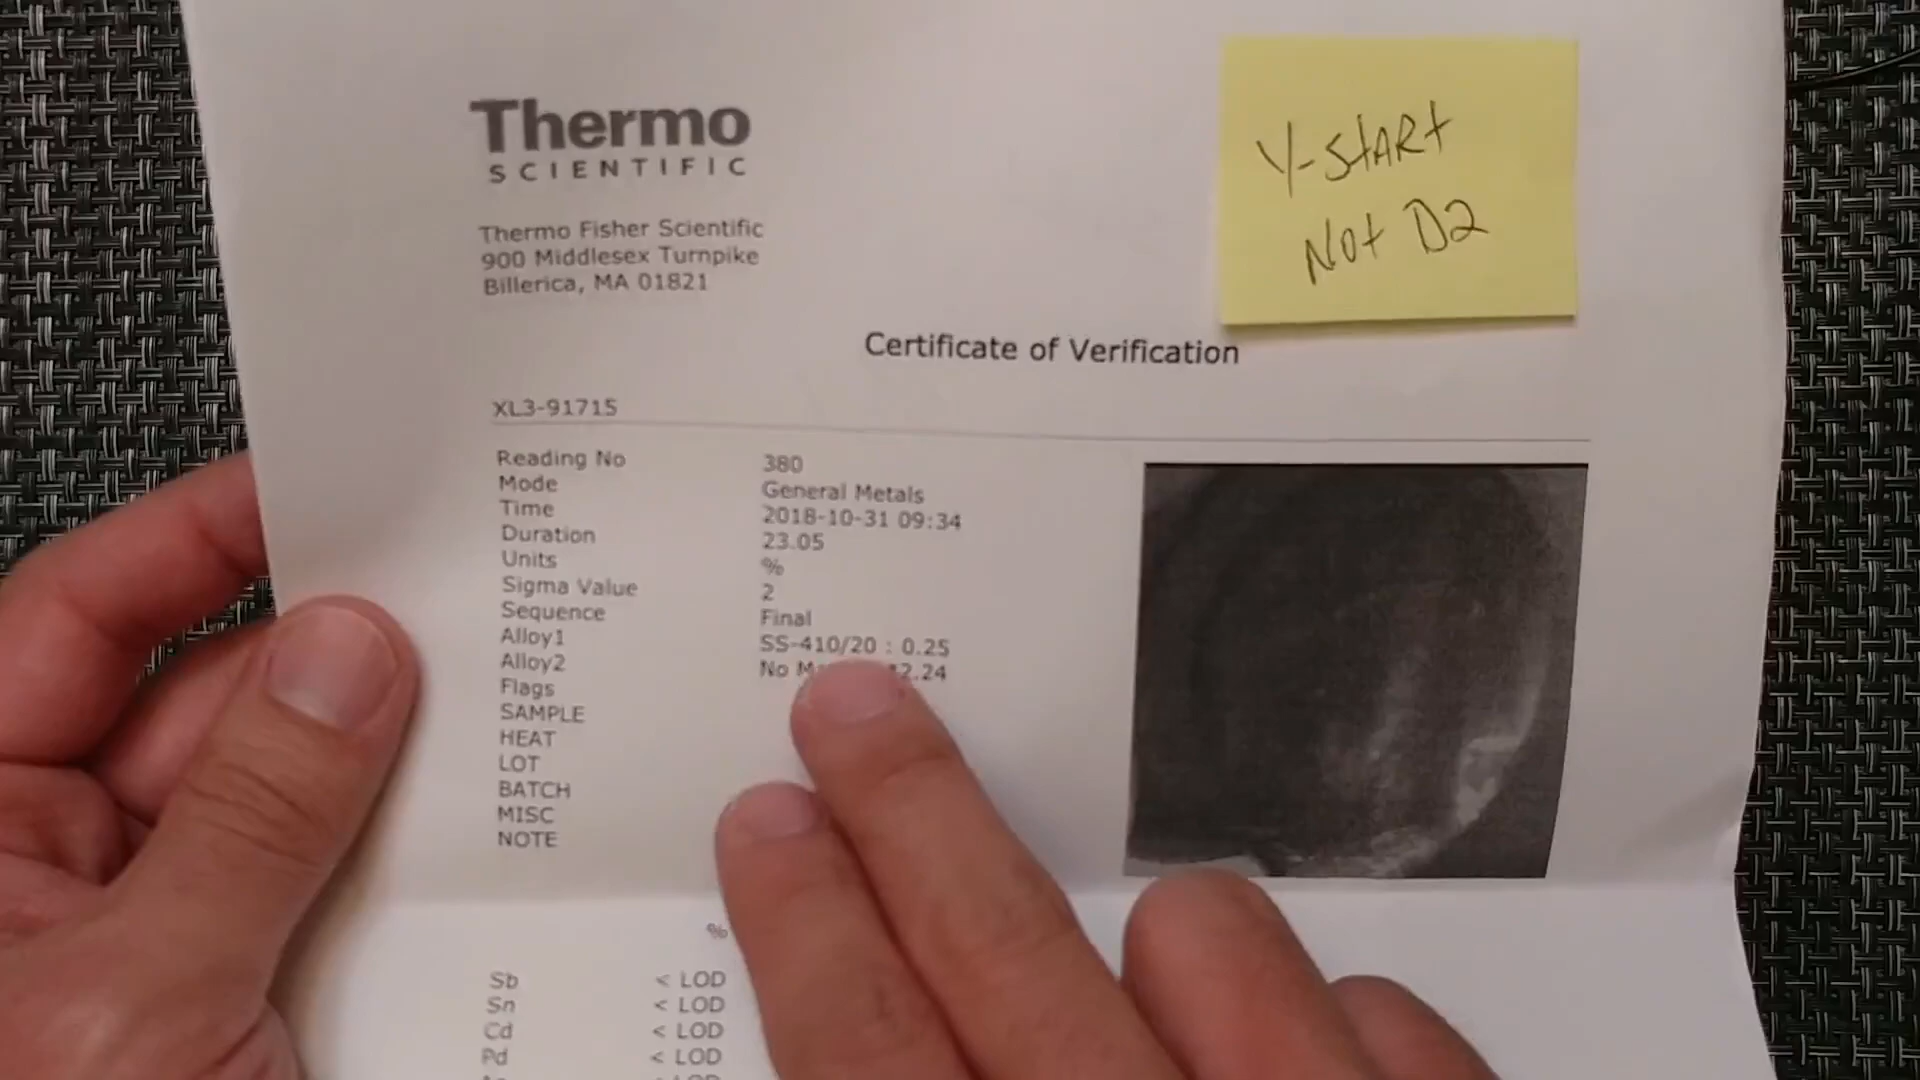 Thermo
SCIENTIFIC
Y-START
Not D2
Thermo Fisher Scientific
900 Middlesex Turnpike
Billerica, MA 01821
Certificate of Verification
XL3-91715
Reading No 380
Mode General Metals
Time 2018-10-31 09:34
Duration 23.05
Units %
Sigma Value 2
Sequence Final
Alloy1 SS-410/20 : 0.25
Alloy2 No 2.24
Flags
SAMPLE
HEAT
LOT
BATCH
MISC
NOTE
%
Sb < LOD
Sn < LOD
Cd < LOD
Pd < LOD